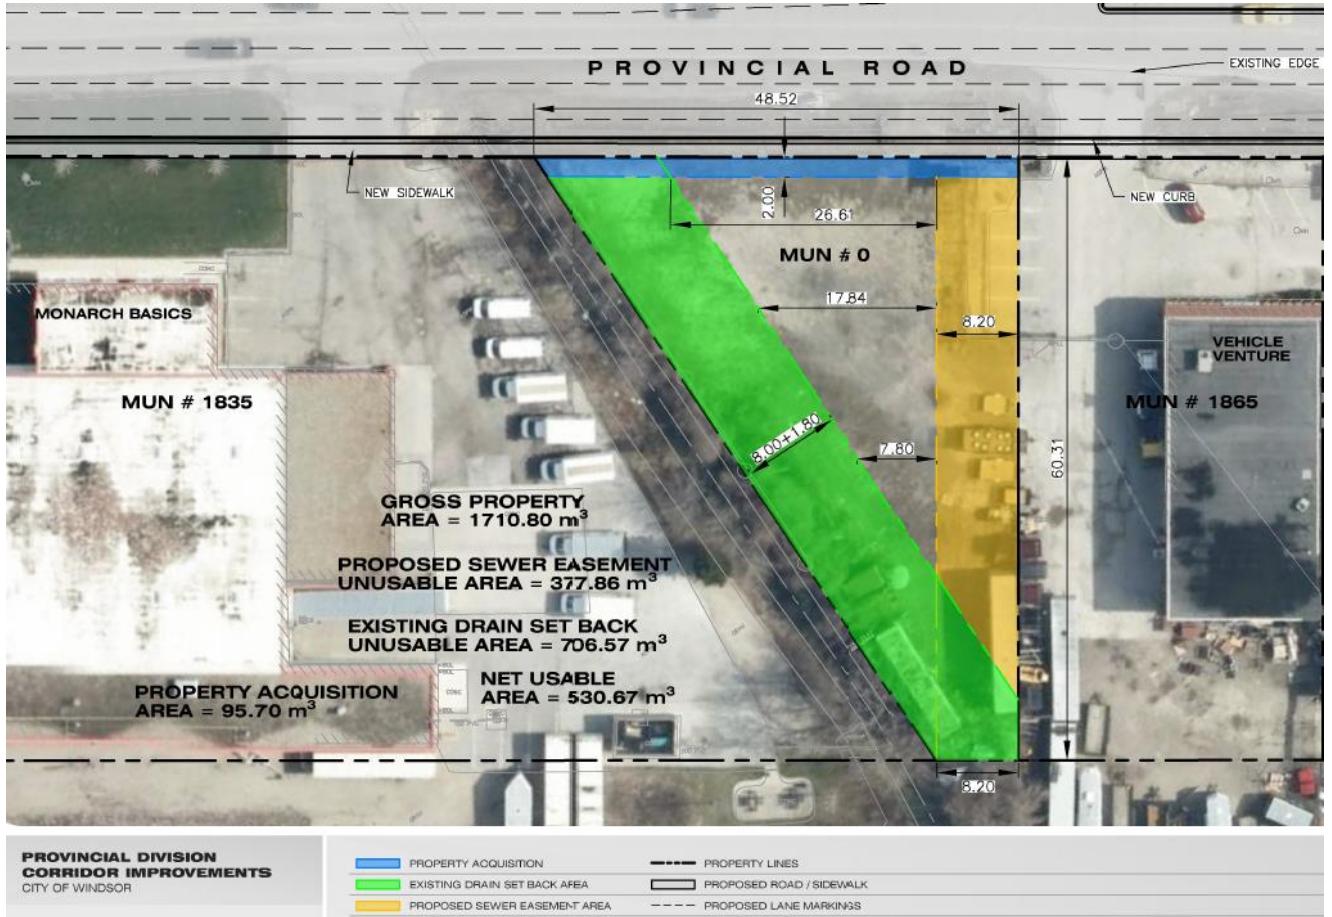 PROVINCIAL ROAD
EXISTING EDGE
48.52
NEW SIDEWALK
2.00
NEW CURB
26.61
MUN # 0
17.84
8.20
MONARCH BASICS
VEHICLE
VENTURE
MUN # 1835
MUN # 1865
8.00+1.80
7.80
60.31
GROSS PROPERTY
AREA = 1710.80 m³
PROPOSED SEWER EASEMENT
UNUSABLE AREA = 377.86 m³
EXISTING DRAIN SET BACK
UNUSABLE AREA = 706.57 m³
NET USABLE
AREA = 530.67 m³
PROPERTY ACQUISITION
AREA = 95.70 m³
8.20
PROVINCIAL DIVISION
CORRIDOR IMPROVEMENTS
CITY OF WINDSOR
PROPERTY ACQUISITION
EXISTING DRAIN SET BACK AREA
PROPOSED SEWER EASEMENT AREA
PROPERTY LINES
PROPOSED ROAD / SIDEWALK
PROPOSED LANE MARKINGS